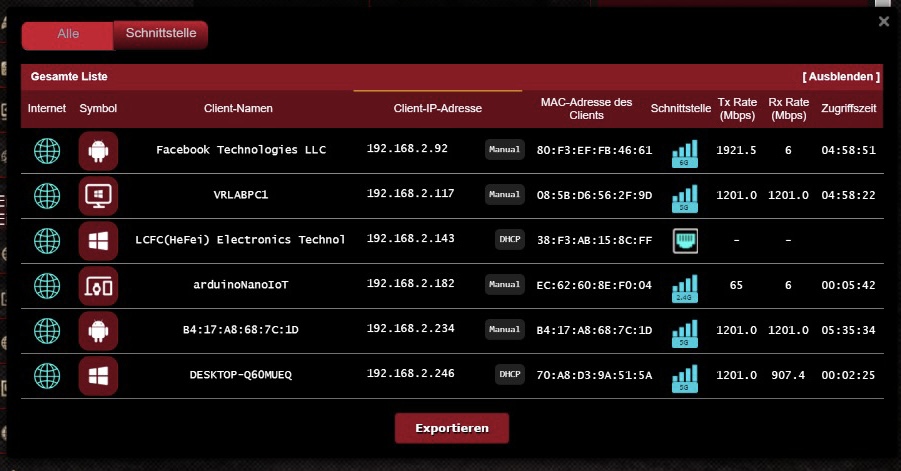 Alle Schnittstelle
Gesamte Liste [ Ausblenden ]
Internet Symbol Client-Namen Client-IP-Adresse MAC-Adresse des Clients Schnittstelle Tx Rate (Mbps) Rx Rate (Mbps) Zugriffszeit
Facebook Technologies LLC 192.168.2.92 Manual 80:F3:EF:FB:46:61 6G 1921.5 6 04:58:51
VRLABPC1 192.168.2.117 Manual 08:5B:D6:56:2F:9D 5G 1201.0 1201.0 04:58:22
LCFC(HeFei) Electronics Technol 192.168.2.143 DHCP 38:F3:AB:15:8C:FF - -
arduinoNanoIoT 192.168.2.182 Manual EC:62:60:8E:F0:04 2.4G 65 6 00:05:42
B4:17:A8:68:7C:1D 192.168.2.234 Manual B4:17:A8:68:7C:1D 5G 1201.0 1201.0 05:35:34
DESKTOP-Q6OMUEQ 192.168.2.246 DHCP 70:A8:D3:9A:51:5A 5G 1201.0 907.4 00:02:25
Exportieren